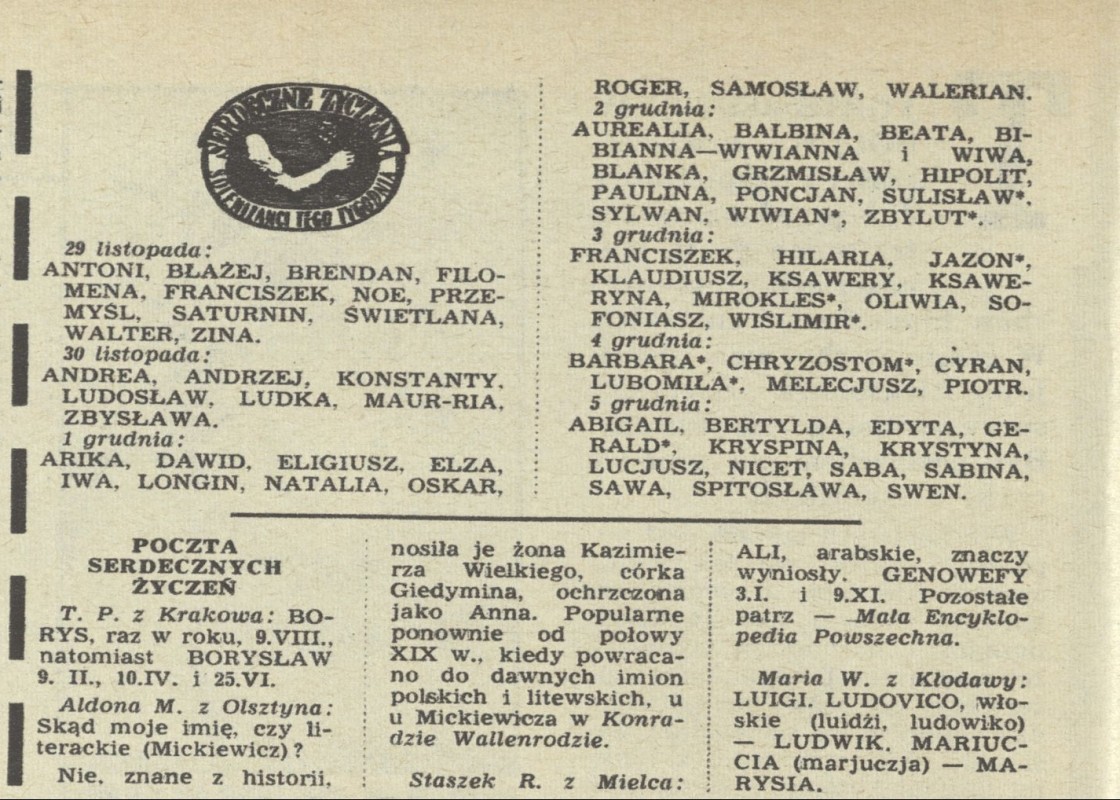 SERDECZNE ŻYCZENIA
SOLENIZANCI TEGO TYGODNIA
29 listopada:
ANTONI, BŁAŻEJ, BRENDAN, FILO-
MENA, FRANCISZEK, NOE, PRZE-
MYŚL, SATURNIN, ŚWIETLANA,
WALTER, ZINA.
30 listopada:
ANDREA, ANDRZEJ, KONSTANTY,
LUDOSŁAW, LUDKA, MAUR-RIA,
ZBYSŁAWA.
1 grudnia:
ARIKA, DAWID, ELIGIUSZ, ELZA,
IWA, LONGIN, NATALIA, OSKAR,
ROGER, SAMOSŁAW, WALERIAN.
2 grudnia:
AUREALIA, BALBINA, BEATA, BI-
BIANNA—WIWIANNA i WIWA,
BLANKA, GRZMISŁAW, HIPOLIT,
PAULINA, PONCJAN, SULISŁAW*,
SYLWAN, WIWIAN*, ZBYLUT*.
3 grudnia:
FRANCISZEK, HILARIA, JAZON*,
KLAUDIUSZ, KSAWERY, KSAWE-
RYNA, MIROKLES*, OLIWIA, SO-
FONIASZ, WIŚLIMIR*.
4 grudnia:
BARBARA*, CHRYZOSTOM*, CYRAN,
LUBOMIŁA*, MELECJUSZ, PIOTR.
5 grudnia:
ABIGAIL, BERTYLDA, EDYTA, GE-
RALD*, KRYSPINA, KRYSTYNA,
LUCJUSZ, NICET, SABA, SABINA,
SAWA, SPITOSŁAWA, SWEN.
POCZTA
SERDECZNYCH
ŻYCZEŃ
T. P. z Krakowa: BO-
RYS, raz w roku, 9.VIII.,
natomiast BORYSŁAW
9. II., 10.IV. i 25.VI.
Aldona M. z Olsztyna:
Skąd moje imię, czy li-
terackie (Mickiewicz)?
Nie, znane z historii,
nosiła je żona Kazimie-
rza Wielkiego, córka
Giedymina, ochrzczona
jako Anna. Popularne
ponownie od połowy
XIX w., kiedy powraca-
no do dawnych imion
polskich i litewskich, u
u Mickiewicza w Konra-
dzie Wallenrodzie.
Staszek R. z Mielca:
ALI, arabskie, znaczy
wyniosły. GENOWEFY
3.I. i 9.XI. Pozostałe
patrz — Mała Encyklo-
pedia Powszechna.
Maria W. z Kłodawy:
LUIGI, LUDOVICO, wło-
skie (luidżi, ludowiko)
— LUDWIK, MARIUC-
CIA (marjuczja) — MA-
RYSIA.